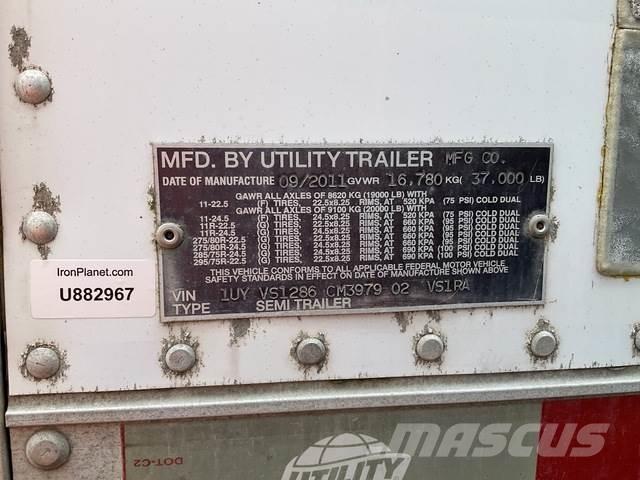 MFD. BY UTILITY TRAILER MFG CO.
DATE OF MANUFACTURE 09/2011 GVWR 16,780 KG( 37,000 LB)
GAWR ALL AXLES OF 8620 KG (19000 LB) WITH
11-22.5 (F) TIRES, 22.5x8.25 RIMS, AT 520 KPA (75 PSI) COLD DUAL
GAWR ALL AXLES OF 9100 KG (20000 LB) WITH
11-24.5 (F) TIRES, 24.5x8.25 RIMS, AT 520 KPA (75 PSI) COLD DUAL
11R-22.5 (G) TIRES, 22.5x8.25 RIMS, AT 660 KPA (95 PSI) COLD DUAL
11R-24.5 (G) TIRES, 24.5x8.25 RIMS, AT 660 KPA (95 PSI) COLD DUAL
275/80R-22.5 (G) TIRES, 22.5x8.25 RIMS, AT 660 KPA (95 PSI) COLD DUAL
275/80R-24.5 (G) TIRES, 24.5x8.25 RIMS, AT 660 KPA (95 PSI) COLD DUAL
285/75R-24.5 (G) TIRES, 24.5x8.25 RIMS, AT 690 KPA (100 PSI) COLD DUAL
295/75R-22.5 (G) TIRES, 22.5x8.25 RIMS, AT 690 KPA (100 PSI) COLD DUAL
THIS VEHICLE CONFORMS TO ALL APPLICABLE FEDERAL MOTOR VEHICLE
SAFETY STANDARDS IN EFFECT ON DATE OF MANUFACTURE SHOWN ABOVE
VIN 1UY VS1286 CM3979 02 VS1RA
TYPE SEMI TRAILER
IronPlanet.com
U882967
DOT-C2
UTILITY
MASCUS